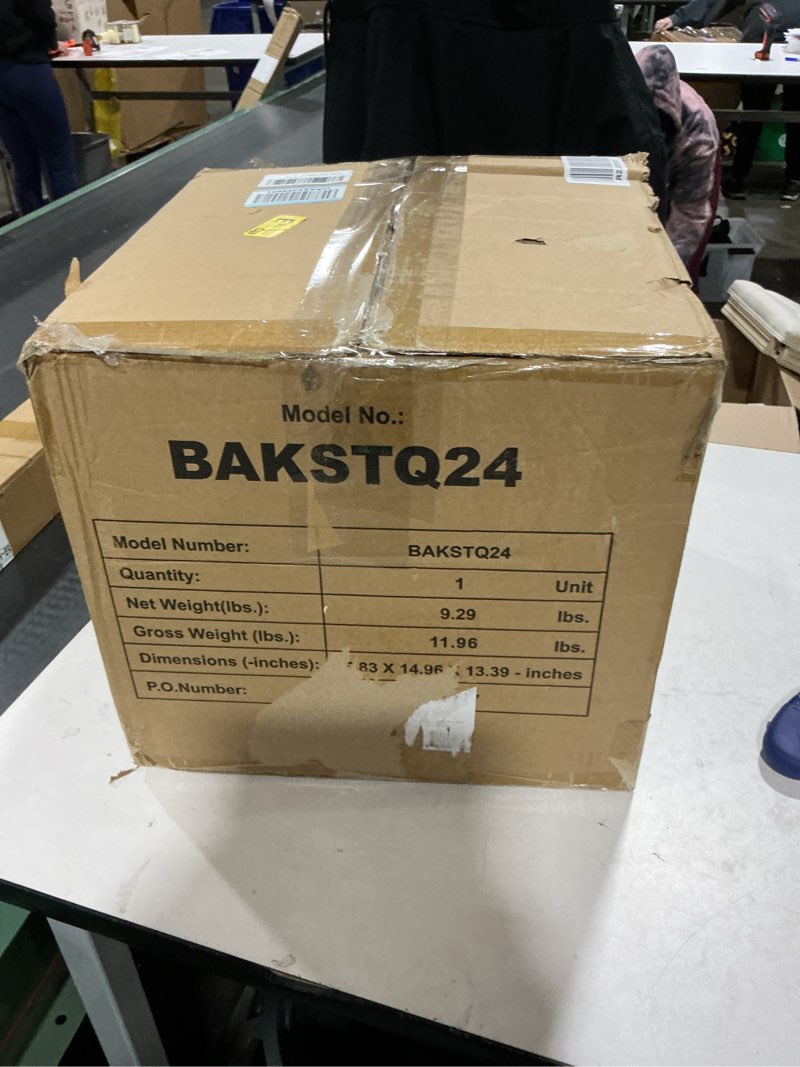 Model No.:
BAKSTQ24
Model Number: BAKSTQ24
Quantity: 1 Unit
Net Weight(lbs.): 9.29 lbs.
Gross Weight (lbs.): 11.96 lbs.
Dimensions (-inches): 83 X 14.96 13.39 - inches
P.O.Number: